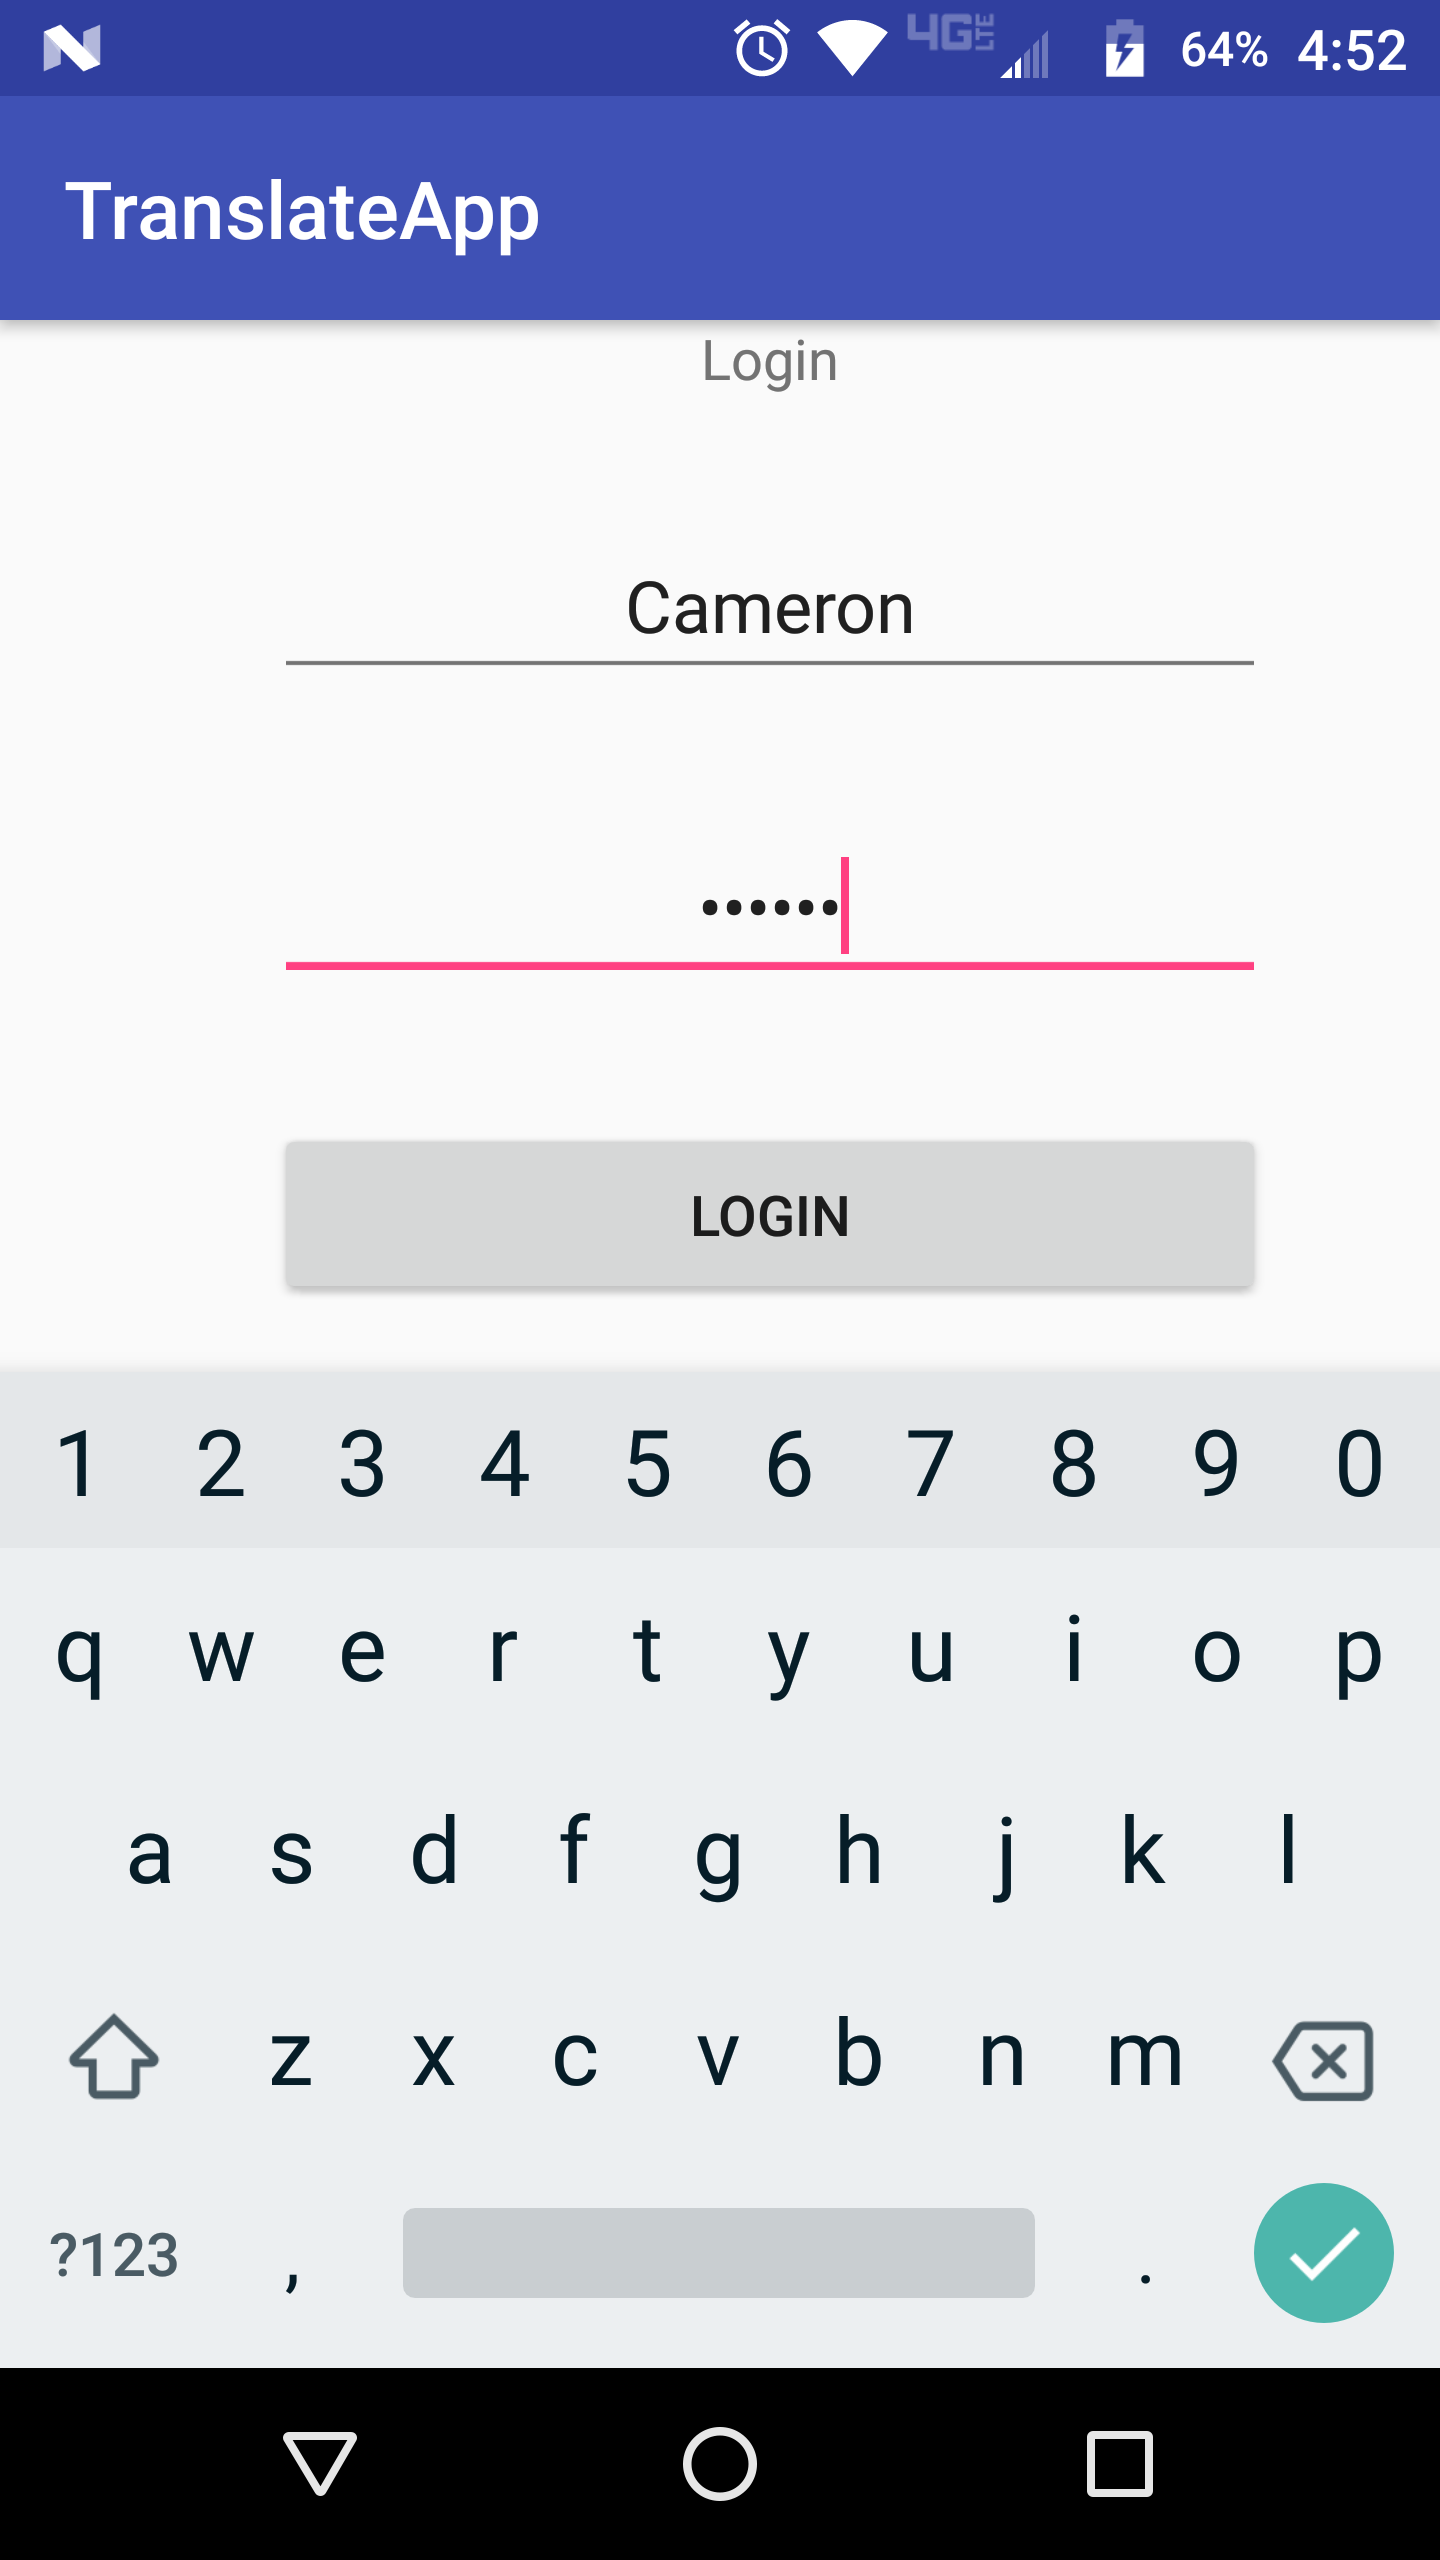 4G LTE 64% 4:52
TranslateApp
Login
Cameron
••••••
LOGIN
1 2 3 4 5 6 7 8 9 0
q w e r t y u i o p
a s d f g h j k l
z x c v b n m
?123 , .